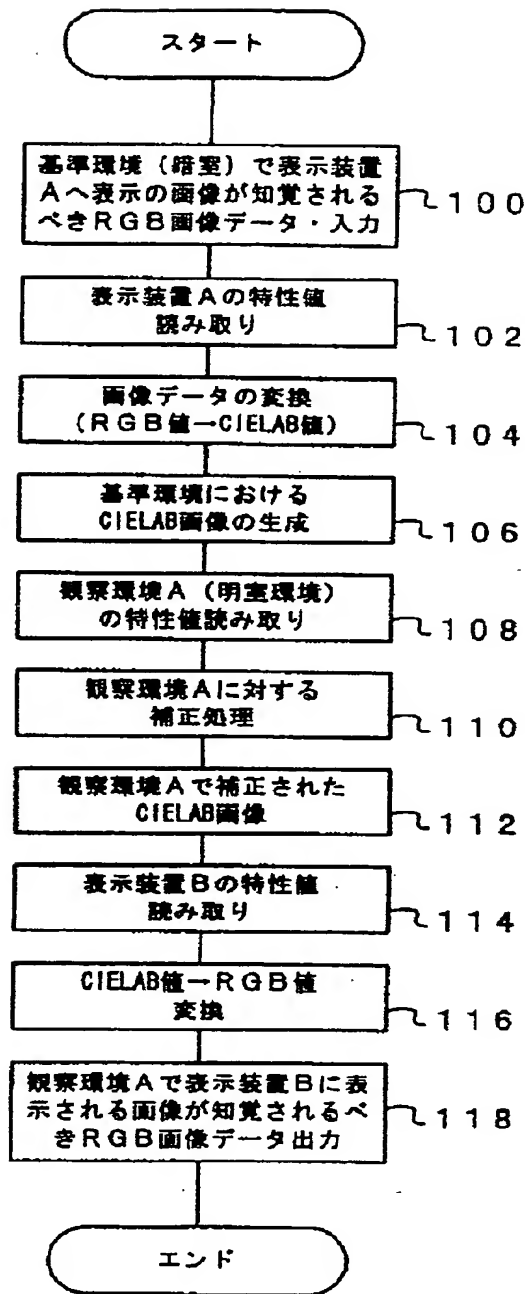 スタート
基準環境（暗室）で表示装置
Aへ表示の画像が知覚される
べきRGB画像データ・入力
100
表示装置Aの特性値
読み取り
102
画像データの変換
（RGB値→CIELAB値）
104
基準環境における
CIELAB画像の生成
106
観察環境A（明室環境）
の特性値読み取り
108
観察環境Aに対する
補正処理
110
観察環境Aで補正された
CIELAB画像
112
表示装置Bの特性値
読み取り
114
CIELAB値→RGB値
変換
116
観察環境Aで表示装置Bに表
示される画像が知覚されるべ
きRGB画像データ出力
118
エンド